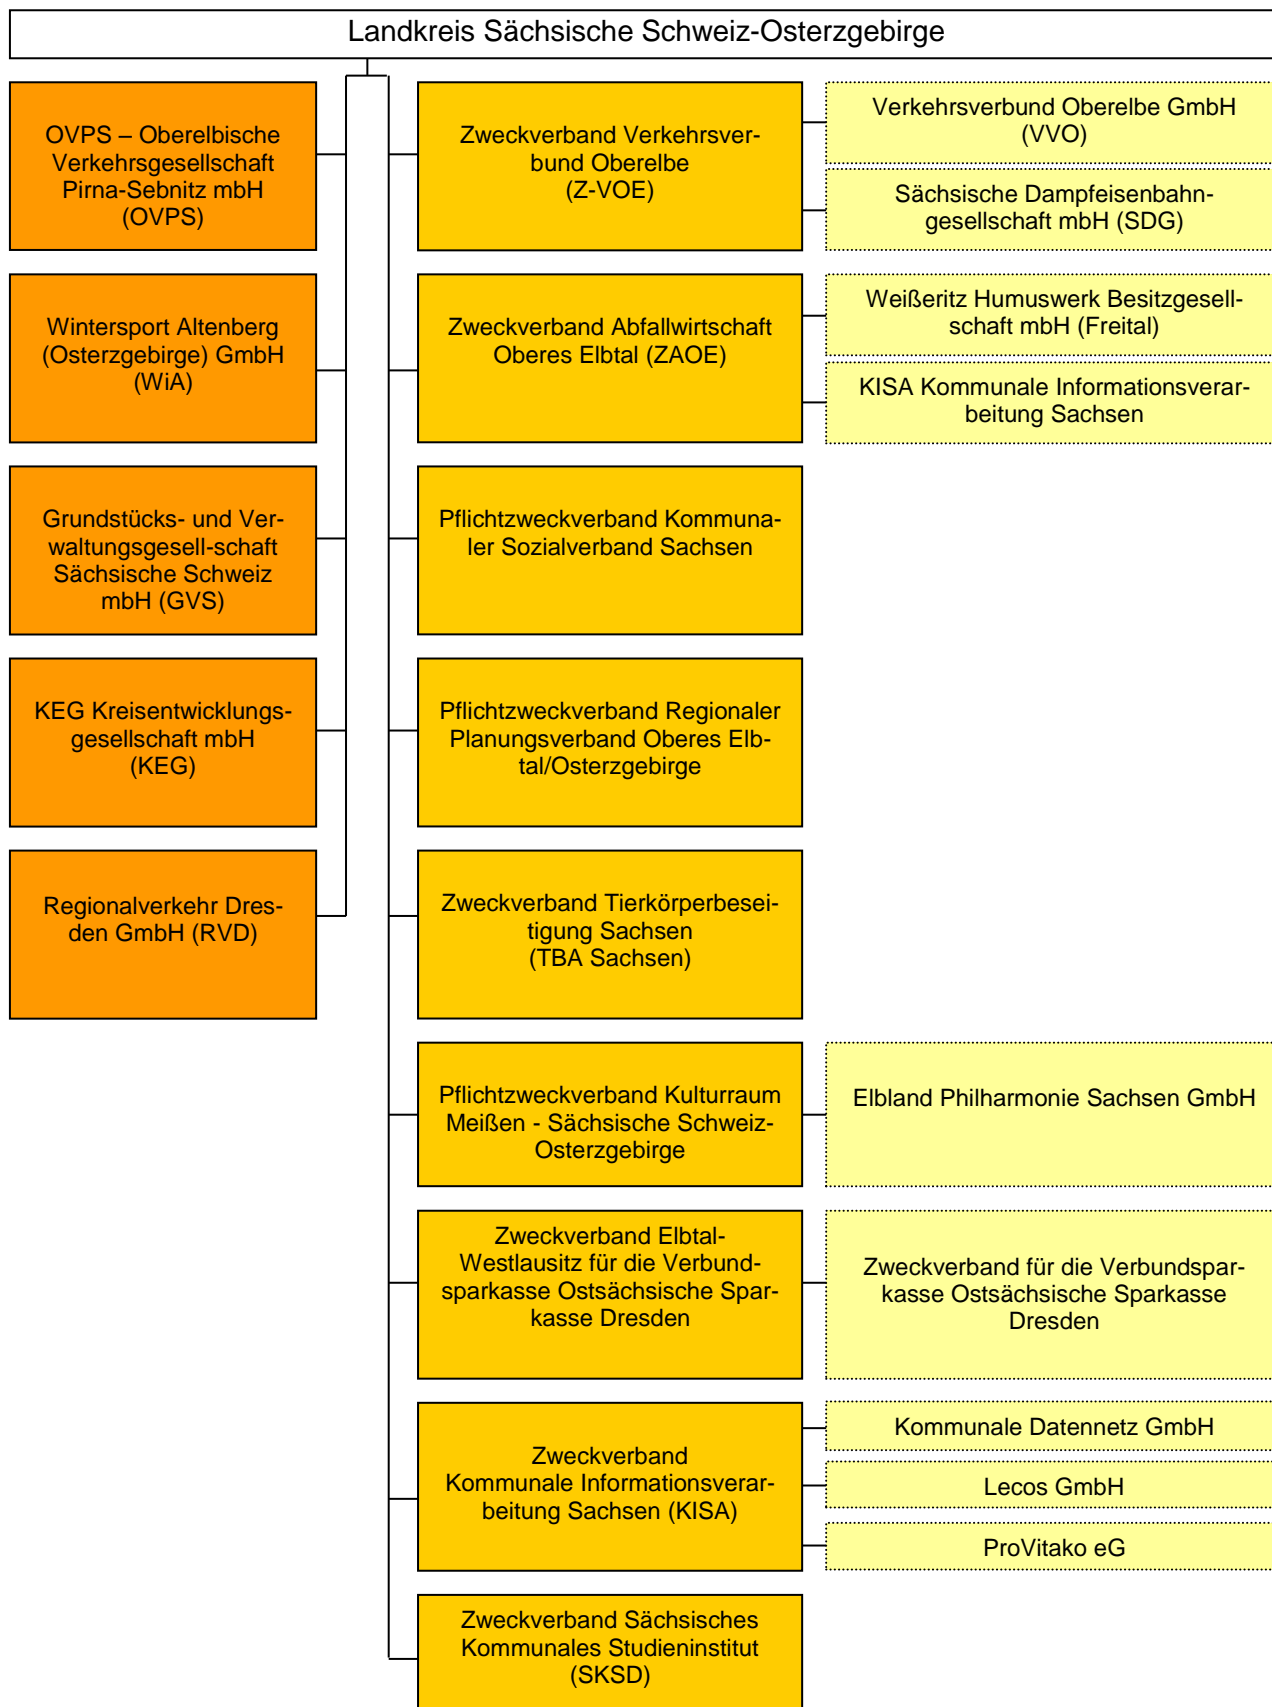 Landkreis Sächsische Schweiz-Osterzgebirge
OVPS – Oberelbische
Verkehrsgesellschaft
Pirna-Sebnitz mbH
(OVPS)
Wintersport Altenberg
(Osterzgebirge) GmbH
(WiA)
Grundstücks- und Ver-
waltungsgesell-schaft
Sächsische Schweiz
mbH (GVS)
KEG Kreisentwicklungs-
gesellschaft mbH
(KEG)
Regionalverkehr Dres-
den GmbH (RVD)
Zweckverband Verkehrsver-
bund Oberelbe
(Z-VOE)
Verkehrsverbund Oberelbe GmbH
(VVO)
Sächsische Dampfeisenbahn-
gesellschaft mbH (SDG)
Zweckverband Abfallwirtschaft
Oberes Elbtal (ZAOE)
Weißeritz Humuswerk Besitzgesell-
schaft mbH (Freital)
KISA Kommunale Informationsverar-
beitung Sachsen
Pflichtzweckverband Kommuna-
ler Sozialverband Sachsen
Pflichtzweckverband Regionaler
Planungsverband Oberes Elb-
tal/Osterzgebirge
Zweckverband Tierkörperbesei-
tigung Sachsen
(TBA Sachsen)
Pflichtzweckverband Kulturraum
Meißen - Sächsische Schweiz-
Osterzgebirge
Elbland Philharmonie Sachsen GmbH
Zweckverband Elbtal-
Westlausitz für die Verbund-
sparkasse Ostsächsische Spar-
kasse Dresden
Zweckverband für die Verbundspar-
kasse Ostsächsische Sparkasse
Dresden
Zweckverband
Kommunale Informationsverar-
beitung Sachsen (KISA)
Kommunale Datennetz GmbH
Lecos GmbH
ProVitako eG
Zweckverband Sächsisches
Kommunales Studieninstitut
(SKSD)